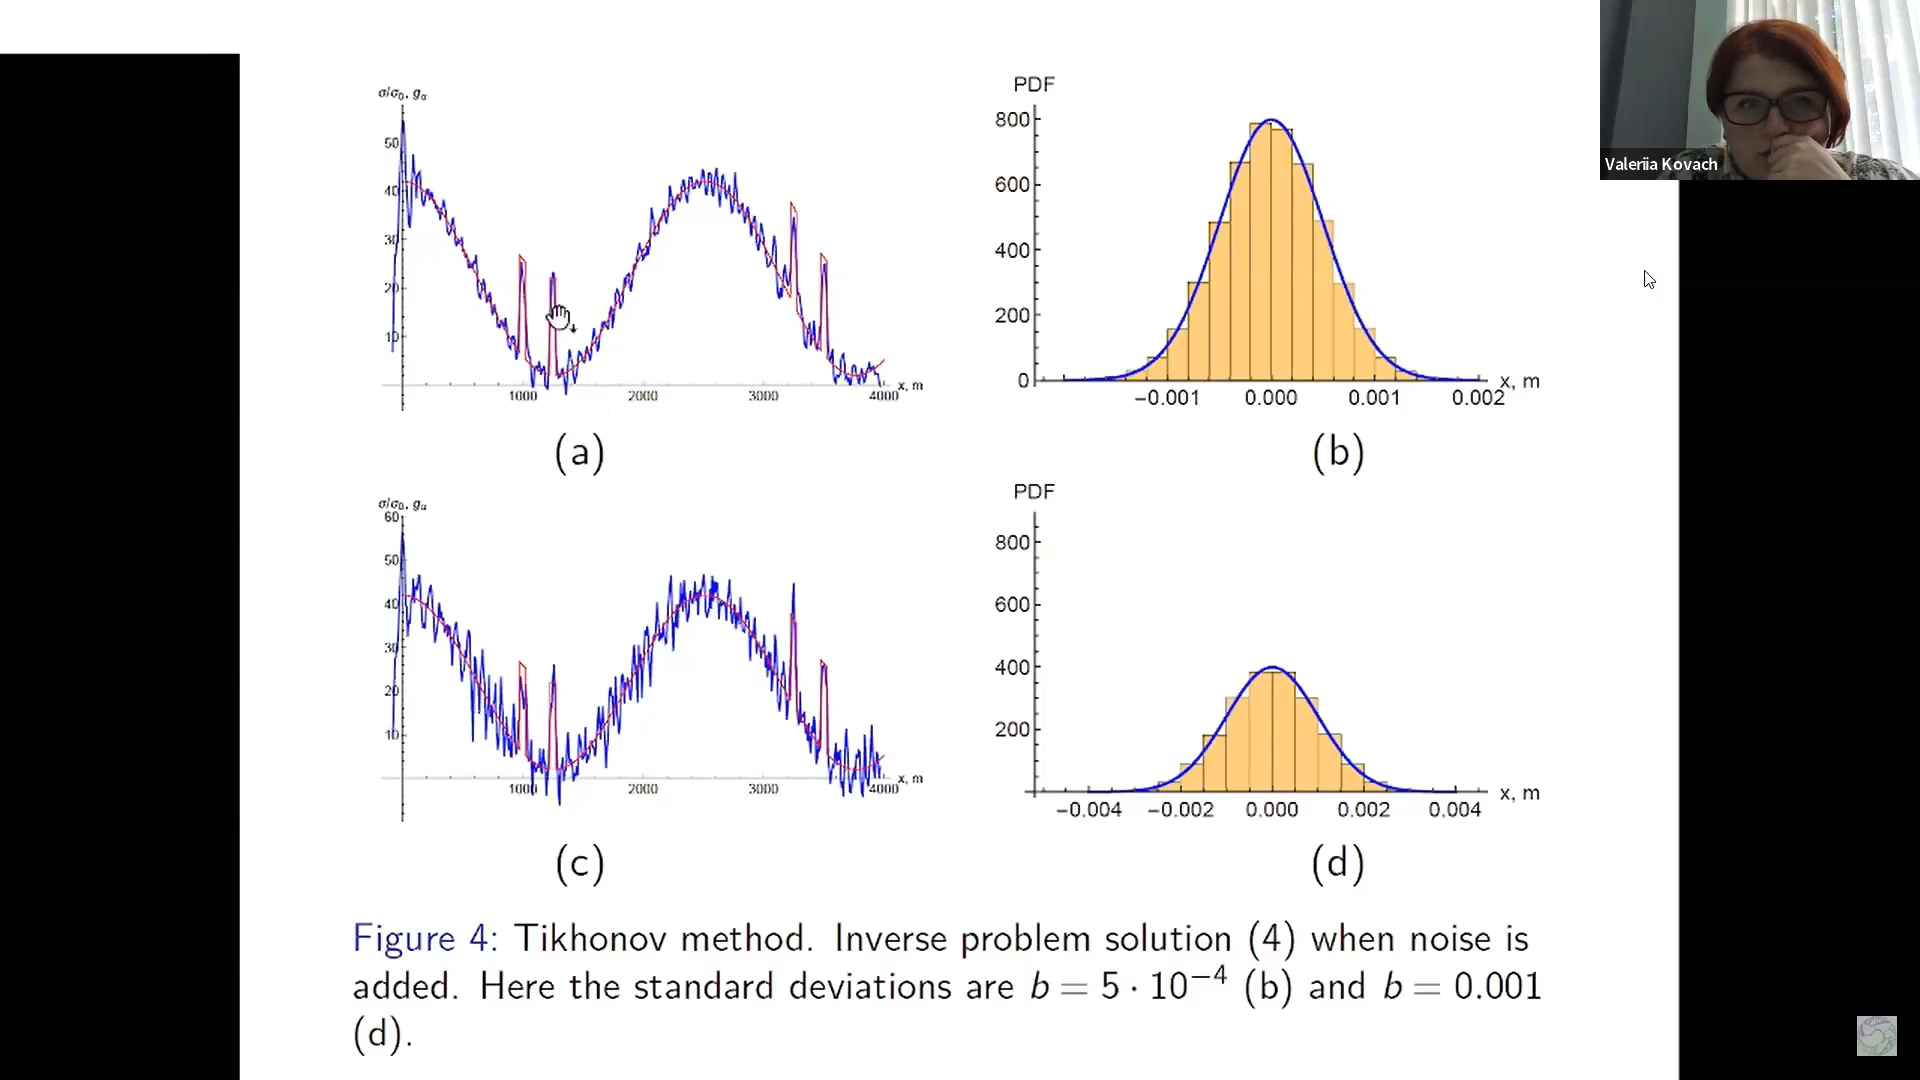 Valeriia Kovach
σ/σ₀, gα
50
40
30
20
10
1000 2000 3000 4000 x, m
(a)
PDF
800
600
400
200
0
−0.001 0.000 0.001 0.002 x, m
(b)
σ/σ₀, gα
60
50
40
30
20
10
1000 2000 3000 4000 x, m
(c)
PDF
800
600
400
200
−0.004 −0.002 0.000 0.002 0.004 x, m
(d)
Figure 4: Tikhonov method. Inverse problem solution (4) when noise is
added. Here the standard deviations are b = 5 · 10⁻⁴ (b) and b = 0.001
(d).